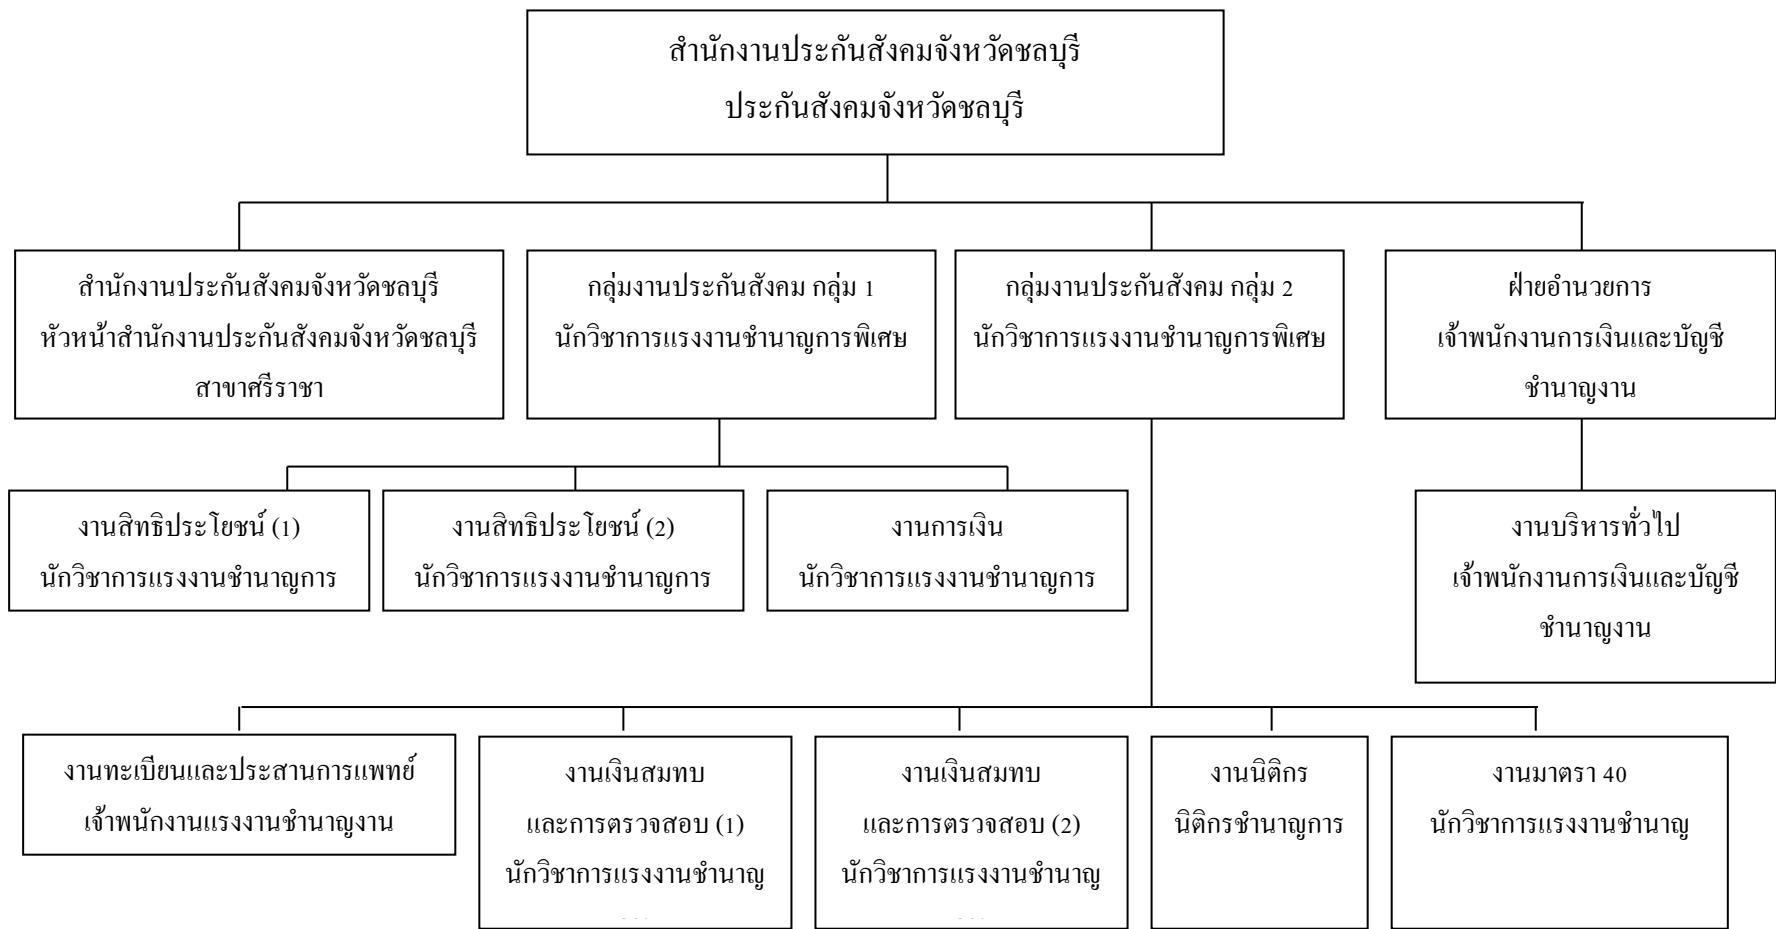 สำนักงานประกันสังคมจังหวัดชลบุรี
ประกันสังคมจังหวัดชลบุรี
สำนักงานประกันสังคมจังหวัดชลบุรี
หัวหน้าสำนักงานประกันสังคมจังหวัดชลบุรี
สาขาศรีราชา
กลุ่มงานประกันสังคม กลุ่ม 1
นักวิชาการแรงงานชำนาญการพิเศษ
กลุ่มงานประกันสังคม กลุ่ม 2
นักวิชาการแรงงานชำนาญการพิเศษ
ฝ่ายอำนวยการ
เจ้าพนักงานการเงินและบัญชี
ชำนาญงาน
งานสิทธิประโยชน์ (1)
นักวิชาการแรงงานชำนาญการ
งานสิทธิประโยชน์ (2)
นักวิชาการแรงงานชำนาญการ
งานการเงิน
นักวิชาการแรงงานชำนาญการ
งานบริหารทั่วไป
เจ้าพนักงานการเงินและบัญชี
ชำนาญงาน
งานทะเบียนและประสานการแพทย์
เจ้าพนักงานแรงงานชำนาญงาน
งานเงินสมทบ
และการตรวจสอบ (1)
นักวิชาการแรงงานชำนาญ
งานเงินสมทบ
และการตรวจสอบ (2)
นักวิชาการแรงงานชำนาญ
งานนิติกร
นิติกรชำนาญการ
งานมาตรา 40
นักวิชาการแรงงานชำนาญ